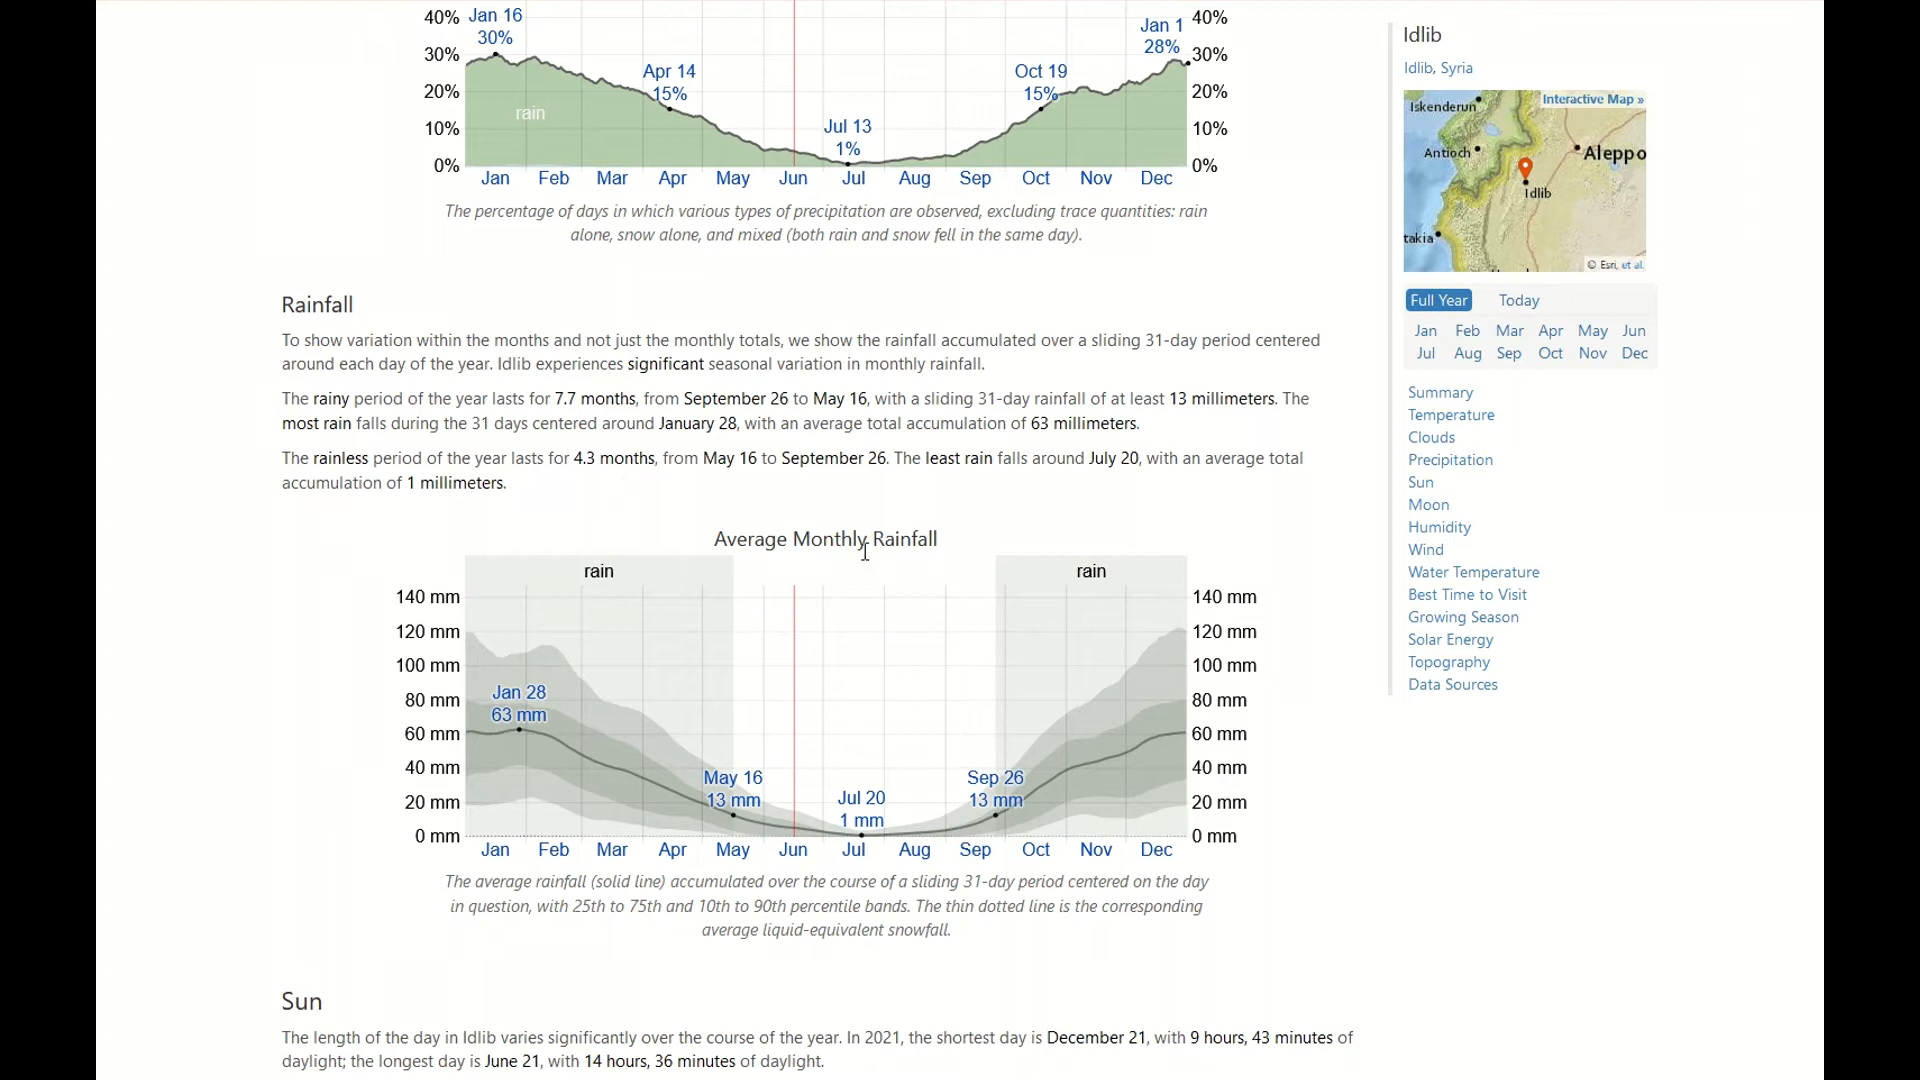 40%
Jan 16
30%
Jan 1
28%
40%
30%
30%
Apr 14
15%
Oct 19
15%
20%
20%
rain
10%
Jul 13
1%
10%
0%
0%
Jan Feb Mar Apr May Jun Jul Aug Sep Oct Nov Dec
The percentage of days in which various types of precipitation are observed, excluding trace quantities: rain
alone, snow alone, and mixed (both rain and snow fell in the same day).
Rainfall
To show variation within the months and not just the monthly totals, we show the rainfall accumulated over a sliding 31-day period centered
around each day of the year. Idlib experiences significant seasonal variation in monthly rainfall.
The rainy period of the year lasts for 7.7 months, from September 26 to May 16, with a sliding 31-day rainfall of at least 13 millimeters. The
most rain falls during the 31 days centered around January 28, with an average total accumulation of 63 millimeters.
The rainless period of the year lasts for 4.3 months, from May 16 to September 26. The least rain falls around July 20, with an average total
accumulation of 1 millimeters.
Average Monthly Rainfall
rain
rain
140 mm
140 mm
120 mm
120 mm
100 mm
100 mm
80 mm
80 mm
60 mm
60 mm
40 mm
40 mm
20 mm
20 mm
0 mm
0 mm
Jan 28
63 mm
May 16
13 mm
Jul 20
1 mm
Sep 26
13 mm
Jan Feb Mar Apr May Jun Jul Aug Sep Oct Nov Dec
The average rainfall (solid line) accumulated over the course of a sliding 31-day period centered on the day
in question, with 25th to 75th and 10th to 90th percentile bands. The thin dotted line is the corresponding
average liquid-equivalent snowfall.
Sun
The length of the day in Idlib varies significantly over the course of the year. In 2021, the shortest day is December 21, with 9 hours, 43 minutes of
daylight; the longest day is June 21, with 14 hours, 36 minutes of daylight.
Idlib
Idlib, Syria
Interactive Map »
Iskenderun
Antioch
Aleppo
Idlib
takia
© Esri, et al.
Full Year Today
Jan Feb Mar Apr May Jun
Jul Aug Sep Oct Nov Dec
Summary
Temperature
Clouds
Precipitation
Sun
Moon
Humidity
Wind
Water Temperature
Best Time to Visit
Growing Season
Solar Energy
Topography
Data Sources